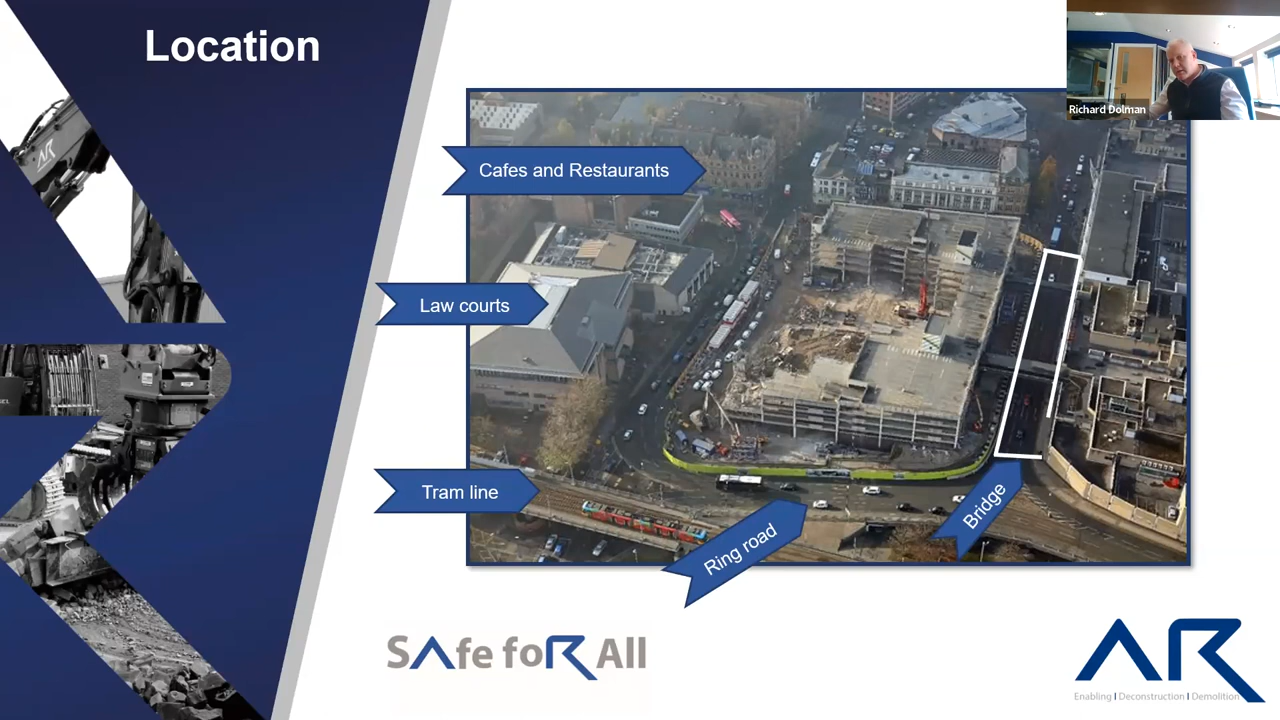 Location
Richard Dolman
Cafes and Restaurants
Law courts
Tram line
Ring road
Bridge
AR
SAfe foR All
AR
Enabling I Deconstruction I Demolition